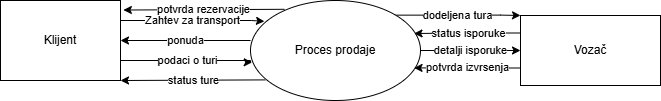 potvrda rezervacije
Zahtev za transport
Klijent
ponuda
podaci o turi
status ture
Proces prodaje
dodeljena tura
status isporuke
detalji isporuke
potvrda izvrsenja
Vozač